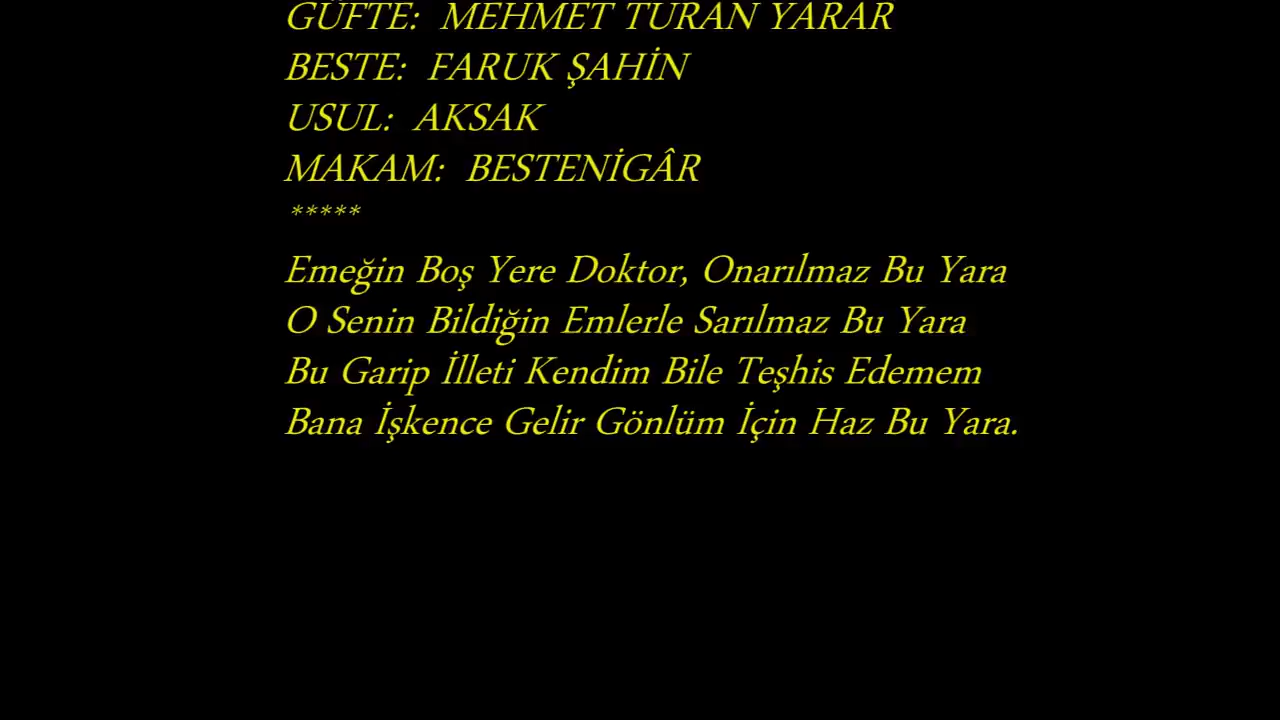 GÜFTE: MEHMET TURAN YARAR
BESTE: FARUK ŞAHİN
USUL: AKSAK
MAKAM: BESTENİGÂR
*****
Emeğin Boş Yere Doktor, Onarılmaz Bu Yara
O Senin Bildiğin Emlerle Sarılmaz Bu Yara
Bu Garip İlleti Kendim Bile Teşhis Edemem
Bana İşkence Gelir Gönlüm İçin Haz Bu Yara.